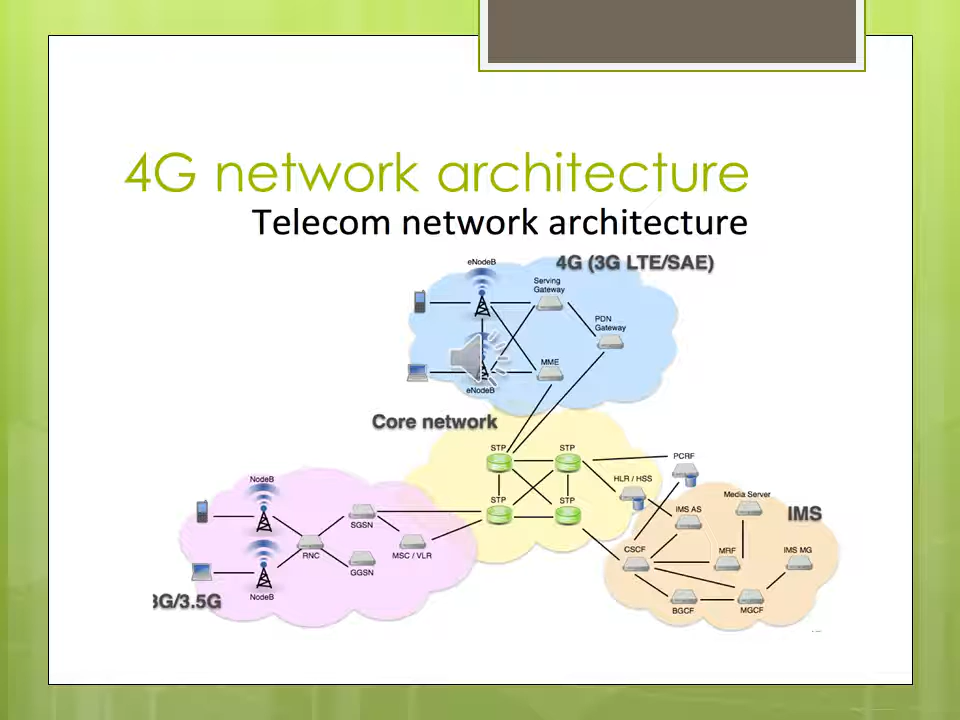 4G network architecture
Telecom network architecture
eNodeB
4G (3G LTE/SAE)
Serving
Gateway
PDN
Gateway
MME
eNodeB
Core network
STP
STP
PCRF
HLR / HSS
NodeB
Media Server
STP
STP
IMS AS
IMS
SGSN
RNC
MSC / VLR
CSCF
MRF
IMS MG
GGSN
NodeB
3G/3.5G
BGCF
MGCF